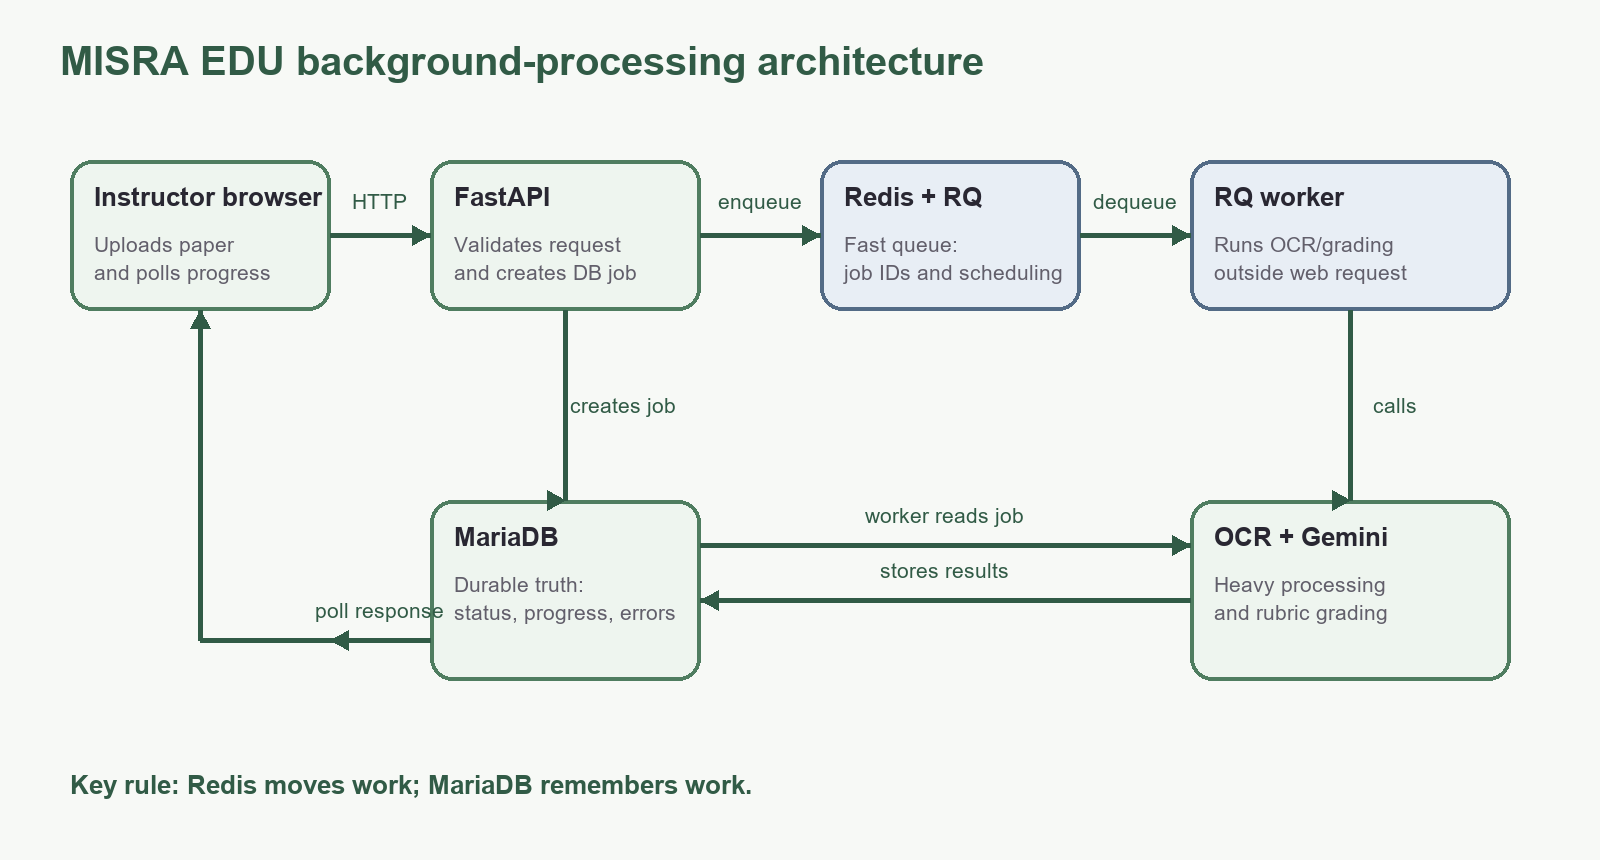 MISRA EDU background-processing architecture
Instructor browser
Uploads paper
and polls progress
HTTP
FastAPI
Validates request
and creates DB job
enqueue
Redis + RQ
Fast queue:
job IDs and scheduling
dequeue
RQ worker
Runs OCR/grading
outside web request
creates job
calls
MariaDB
Durable truth:
status, progress, errors
worker reads job
stores results
OCR + Gemini
Heavy processing
and rubric grading
poll response
Key rule: Redis moves work; MariaDB remembers work.